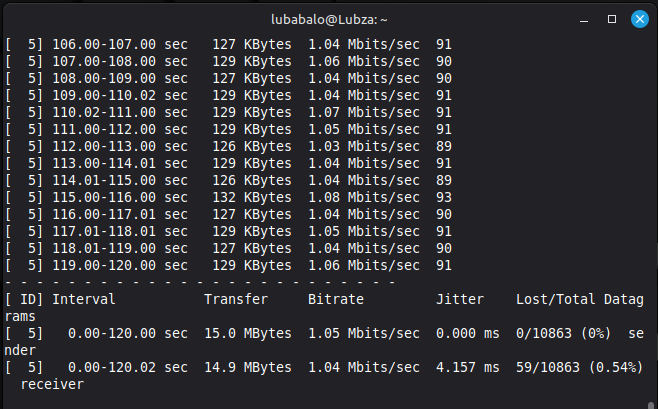 lubabalo@Lubza: ~
[  5] 106.00-107.00 sec   127 KBytes  1.04 Mbits/sec  91
[  5] 107.00-108.00 sec   129 KBytes  1.06 Mbits/sec  90
[  5] 108.00-109.00 sec   127 KBytes  1.04 Mbits/sec  90
[  5] 109.00-110.02 sec   129 KBytes  1.04 Mbits/sec  91
[  5] 110.02-111.00 sec   129 KBytes  1.07 Mbits/sec  91
[  5] 111.00-112.00 sec   129 KBytes  1.05 Mbits/sec  91
[  5] 112.00-113.00 sec   126 KBytes  1.03 Mbits/sec  89
[  5] 113.00-114.01 sec   129 KBytes  1.04 Mbits/sec  91
[  5] 114.01-115.00 sec   126 KBytes  1.04 Mbits/sec  89
[  5] 115.00-116.00 sec   132 KBytes  1.08 Mbits/sec  93
[  5] 116.00-117.01 sec   127 KBytes  1.04 Mbits/sec  90
[  5] 117.01-118.01 sec   129 KBytes  1.05 Mbits/sec  91
[  5] 118.01-119.00 sec   127 KBytes  1.04 Mbits/sec  90
[  5] 119.00-120.00 sec   129 KBytes  1.06 Mbits/sec  91
- - - - - - - - - - - - - - - - - - - - - - - - -
[ ID] Interval           Transfer     Bitrate         Jitter    Lost/Total Datag
rams
[  5]   0.00-120.00 sec  15.0 MBytes  1.05 Mbits/sec  0.000 ms  0/10863 (0%)  se
nder
[  5]   0.00-120.02 sec  14.9 MBytes  1.04 Mbits/sec  4.157 ms  59/10863 (0.54%)
  receiver